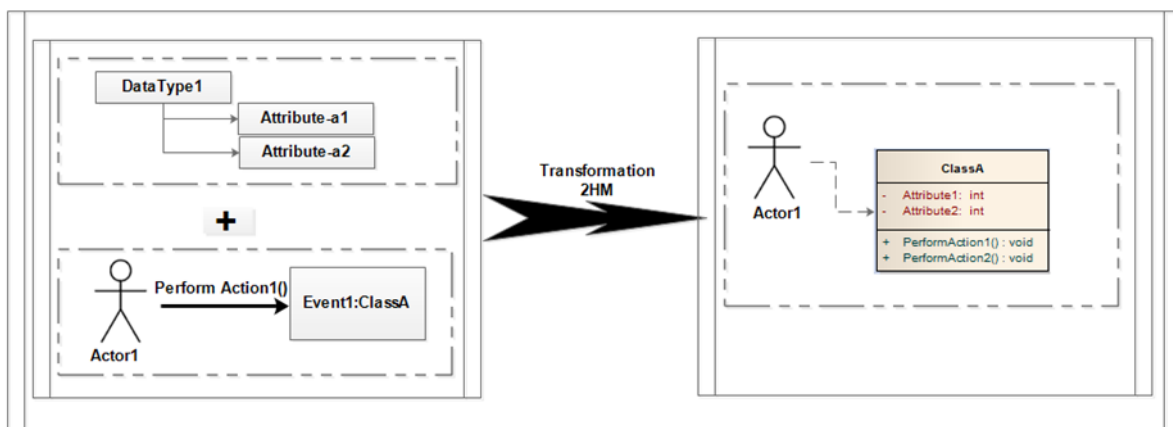 DataType1
Attribute-a1
Attribute-a2
+
Perform Action1()
Event1:ClassA
Actor1
Transformation
2HM
Actor1
ClassA
- Attribute1: int
- Attribute2: int
+ PerformAction1() : void
+ PerformAction2() : void